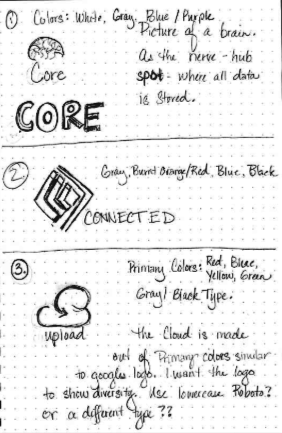 1. Colors: White, Gray, Blue / Purple
Picture of a brain.
As the nerve-hub
spot - where all data
is stored.
Core
CORE
2. Gray, Burnt Orange/Red, Blue, Black
CONNECTED
3. Primary Colors: Red, Blue,
Yellow, Green
Gray/Black Type.
upload
the Cloud is made
out of Primary colors similar
to googles logo. I want the logo
to show diversity. Use lowercase Roboto?
or a different type??